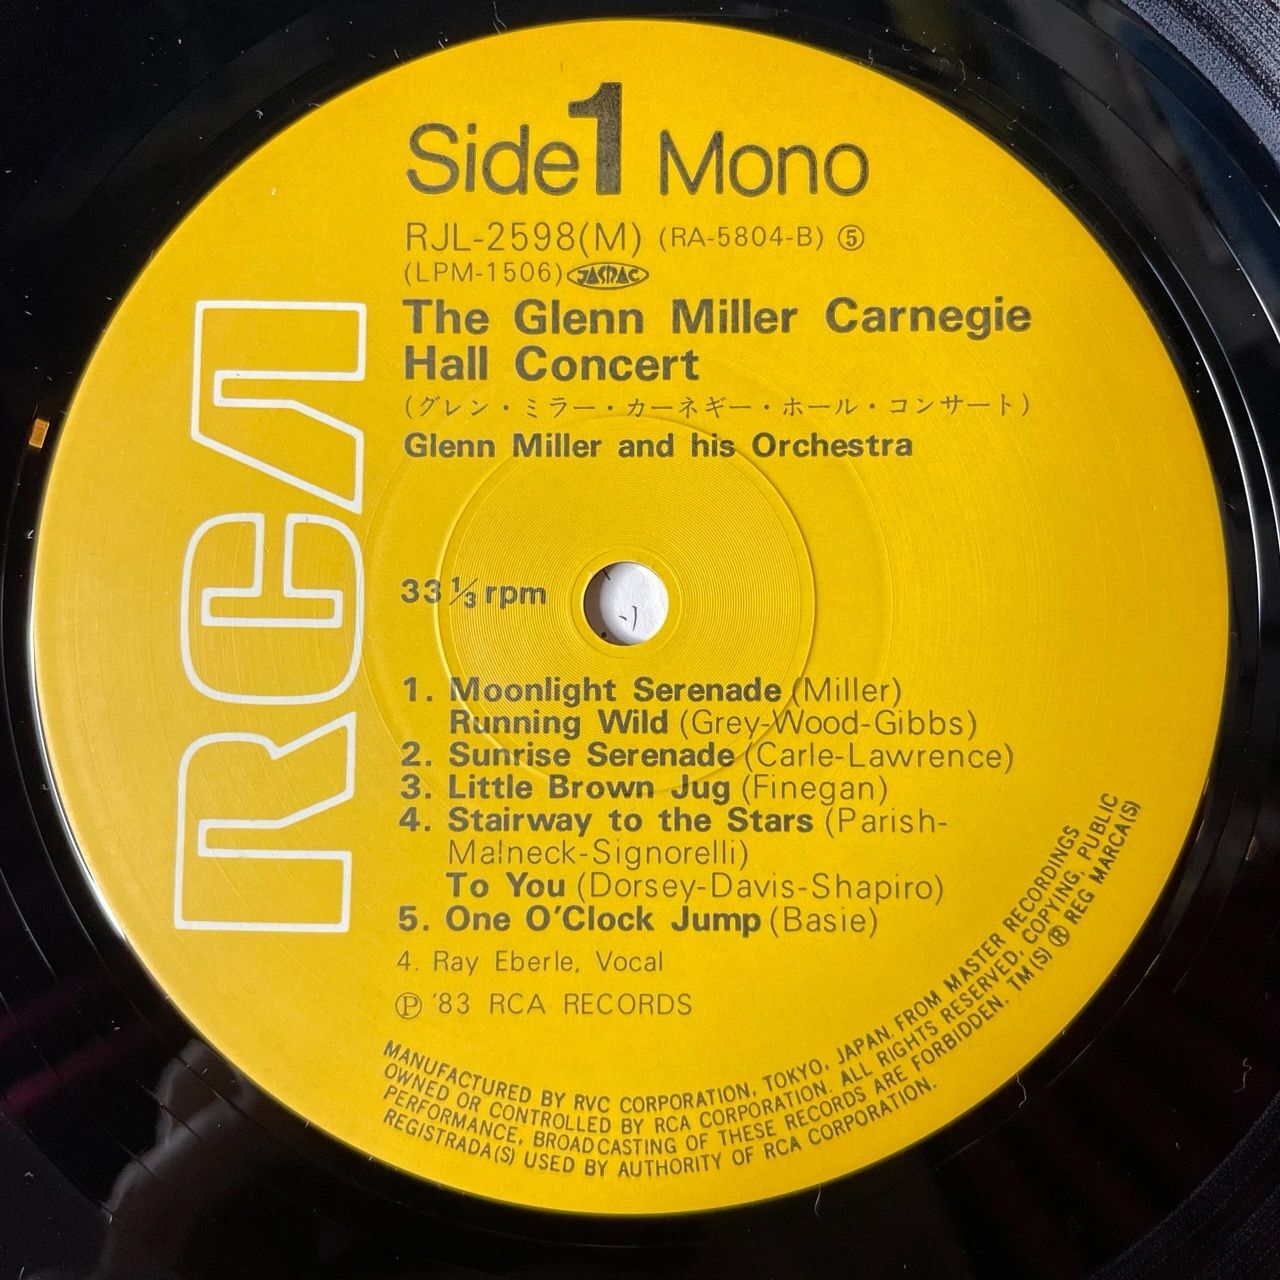 Side 1 Mono
RJL-2598(M) (RA-5804-B) ⑤
(LPM-1506) JASRAC
The Glenn Miller Carnegie
Hall Concert
(グレン・ミラー・カーネギー・ホール・コンサート)
Glenn Miller and his Orchestra
RCA
33 ⅓ rpm
1. Moonlight Serenade (Miller)
Running Wild (Grey-Wood-Gibbs)
2. Sunrise Serenade (Carle-Lawrence)
3. Little Brown Jug (Finegan)
4. Stairway to the Stars (Parish-
Malneck-Signorelli)
To You (Dorsey-Davis-Shapiro)
5. One O'Clock Jump (Basie)
4. Ray Eberle, Vocal
℗ '83 RCA RECORDS
MANUFACTURED BY RVC CORPORATION, TOKYO, JAPAN, FROM MASTER RECORDINGS
OWNED OR CONTROLLED BY RCA CORPORATION. ALL RIGHTS RESERVED, COPYING, PUBLIC
PERFORMANCE, BROADCASTING OF THESE RECORDS ARE FORBIDDEN. TM(S) ® REG MARCA(S)
REGISTRADA(S) USED BY AUTHORITY OF RCA CORPORATION.